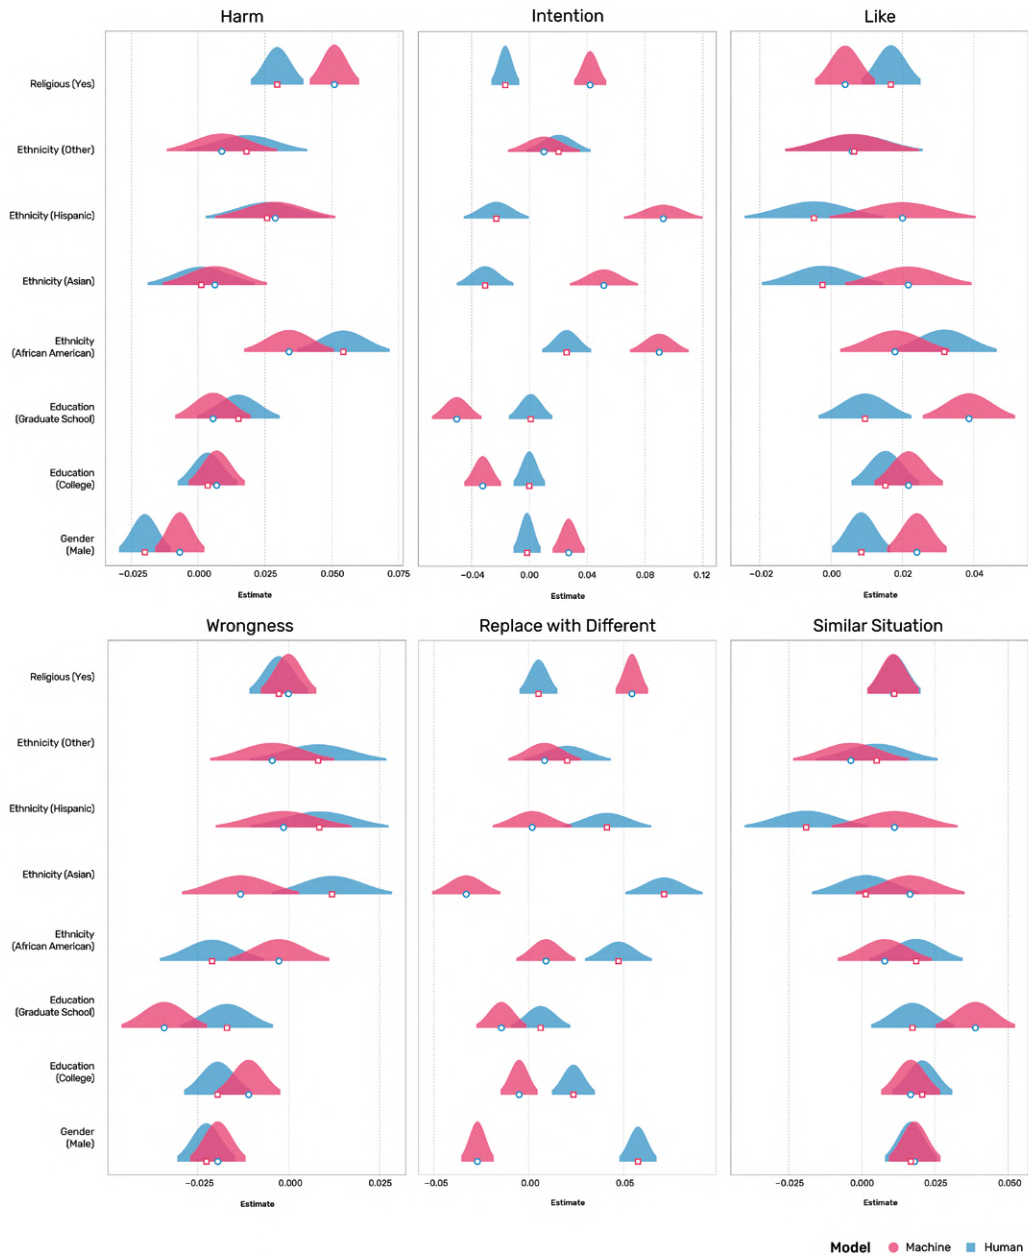 Harm
Intention
Like
Religious (Yes)
Ethnicity (Other)
Ethnicity (Hispanic)
Ethnicity (Asian)
Ethnicity
(African American)
Education
(Graduate School)
Education
(College)
Gender
(Male)
−0.025 0.000 0.025 0.050 0.075
−0.04 0.00 0.04 0.08 0.12
−0.02 0.00 0.02 0.04
Estimate
Estimate
Estimate
Wrongness
Replace with Different
Similar Situation
Religious (Yes)
Ethnicity (Other)
Ethnicity (Hispanic)
Ethnicity (Asian)
Ethnicity
(African American)
Education
(Graduate School)
Education
(College)
Gender
(Male)
−0.025 0.000 0.025
−0.05 0.00 0.05
−0.025 0.000 0.025 0.050
Estimate
Estimate
Estimate
Model Machine Human